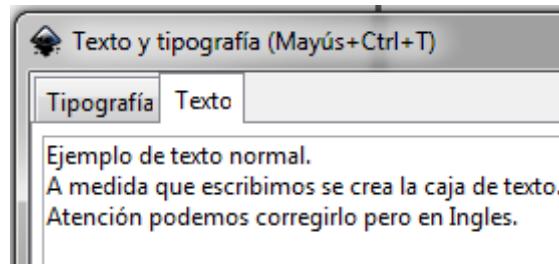 Texto y tipografía (Mayús+Ctrl+T)
Tipografía Texto
Ejemplo de texto normal.
A medida que escribimos se crea la caja de texto.
Atención podemos corregirlo pero en Ingles.